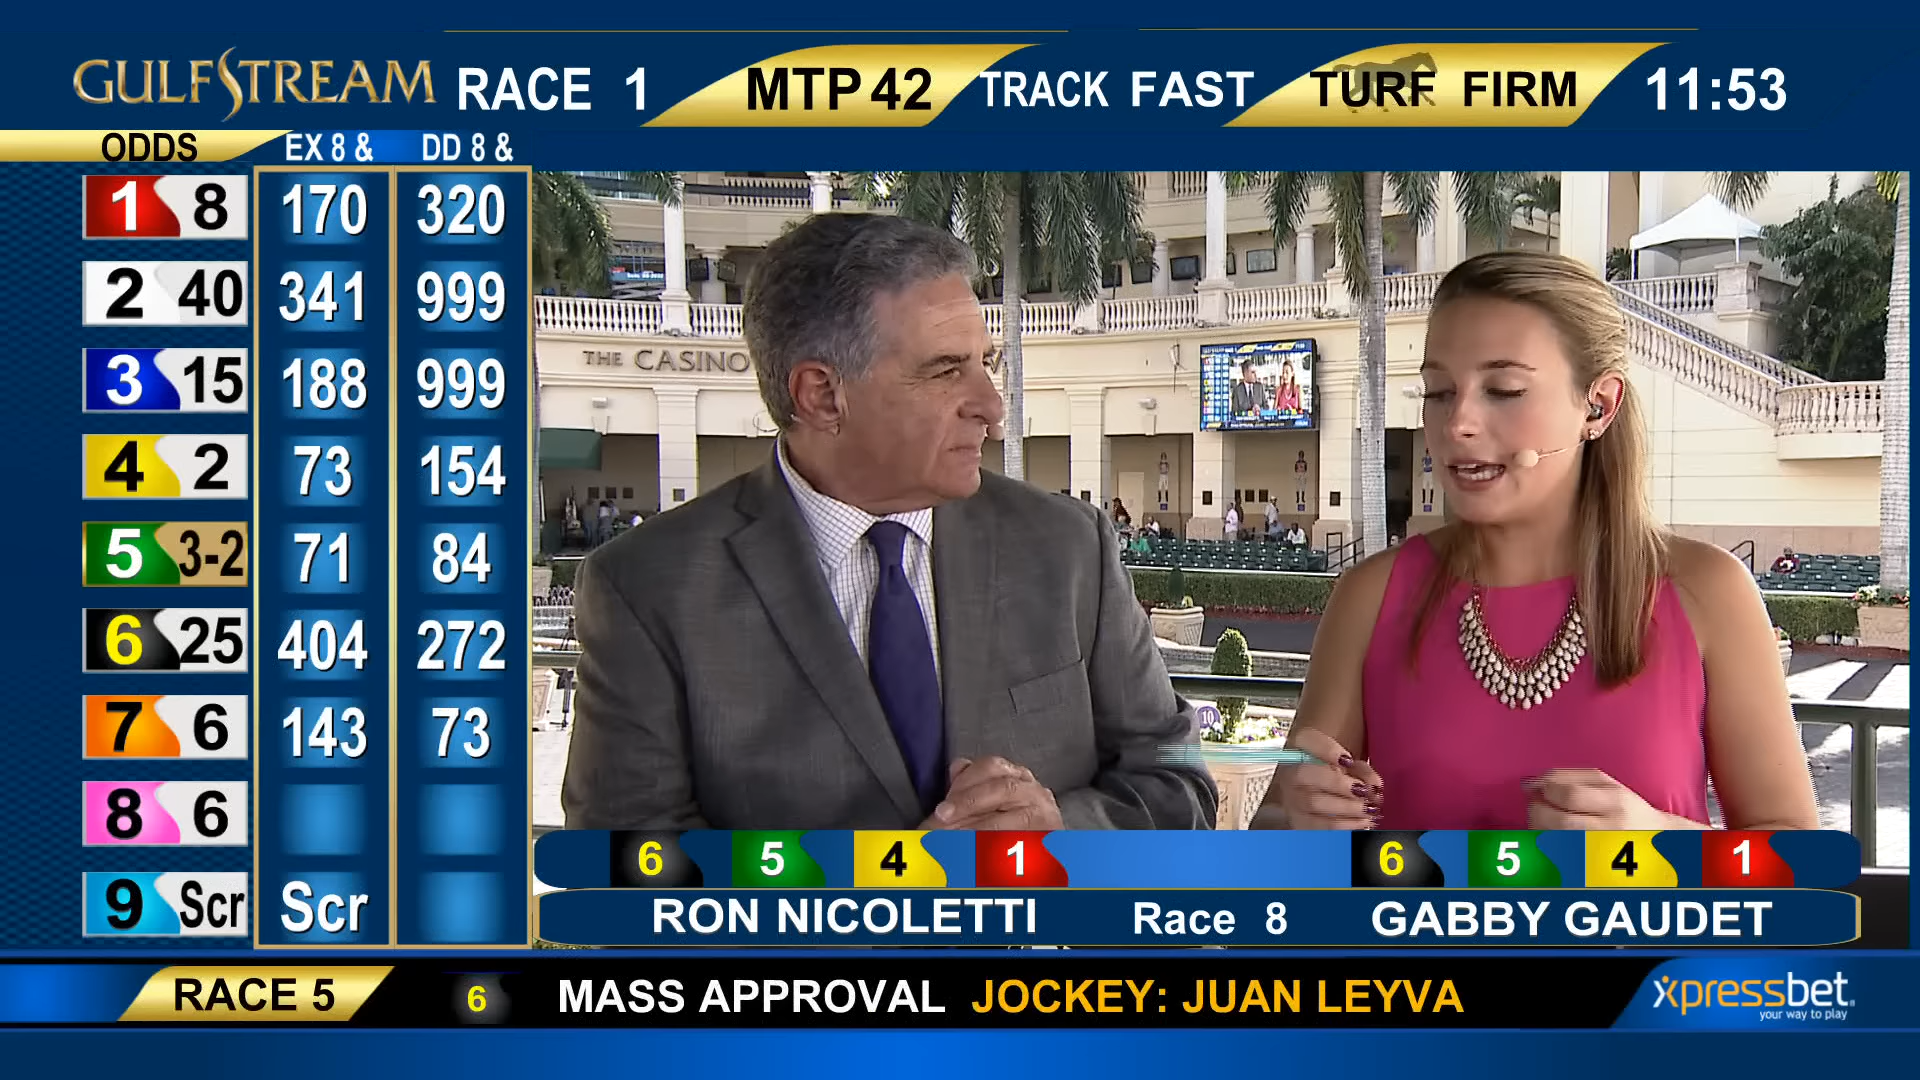 GULFSTREAM RACE 1 MTP 42 TRACK FAST TURF FIRM 11:53
ODDS EX 8 & DD 8 &
1 8 170 320
2 40 341 999
3 15 188 999
4 2 73 154
5 3-2 71 84
6 25 404 272
7 6 143 73
8 6
9 Scr Scr
THE CASINO
10
6 5 4 1 6 5 4 1
RON NICOLETTI Race 8 GABBY GAUDET
RACE 5 6 MASS APPROVAL JOCKEY: JUAN LEYVA xpressbet
your way to play